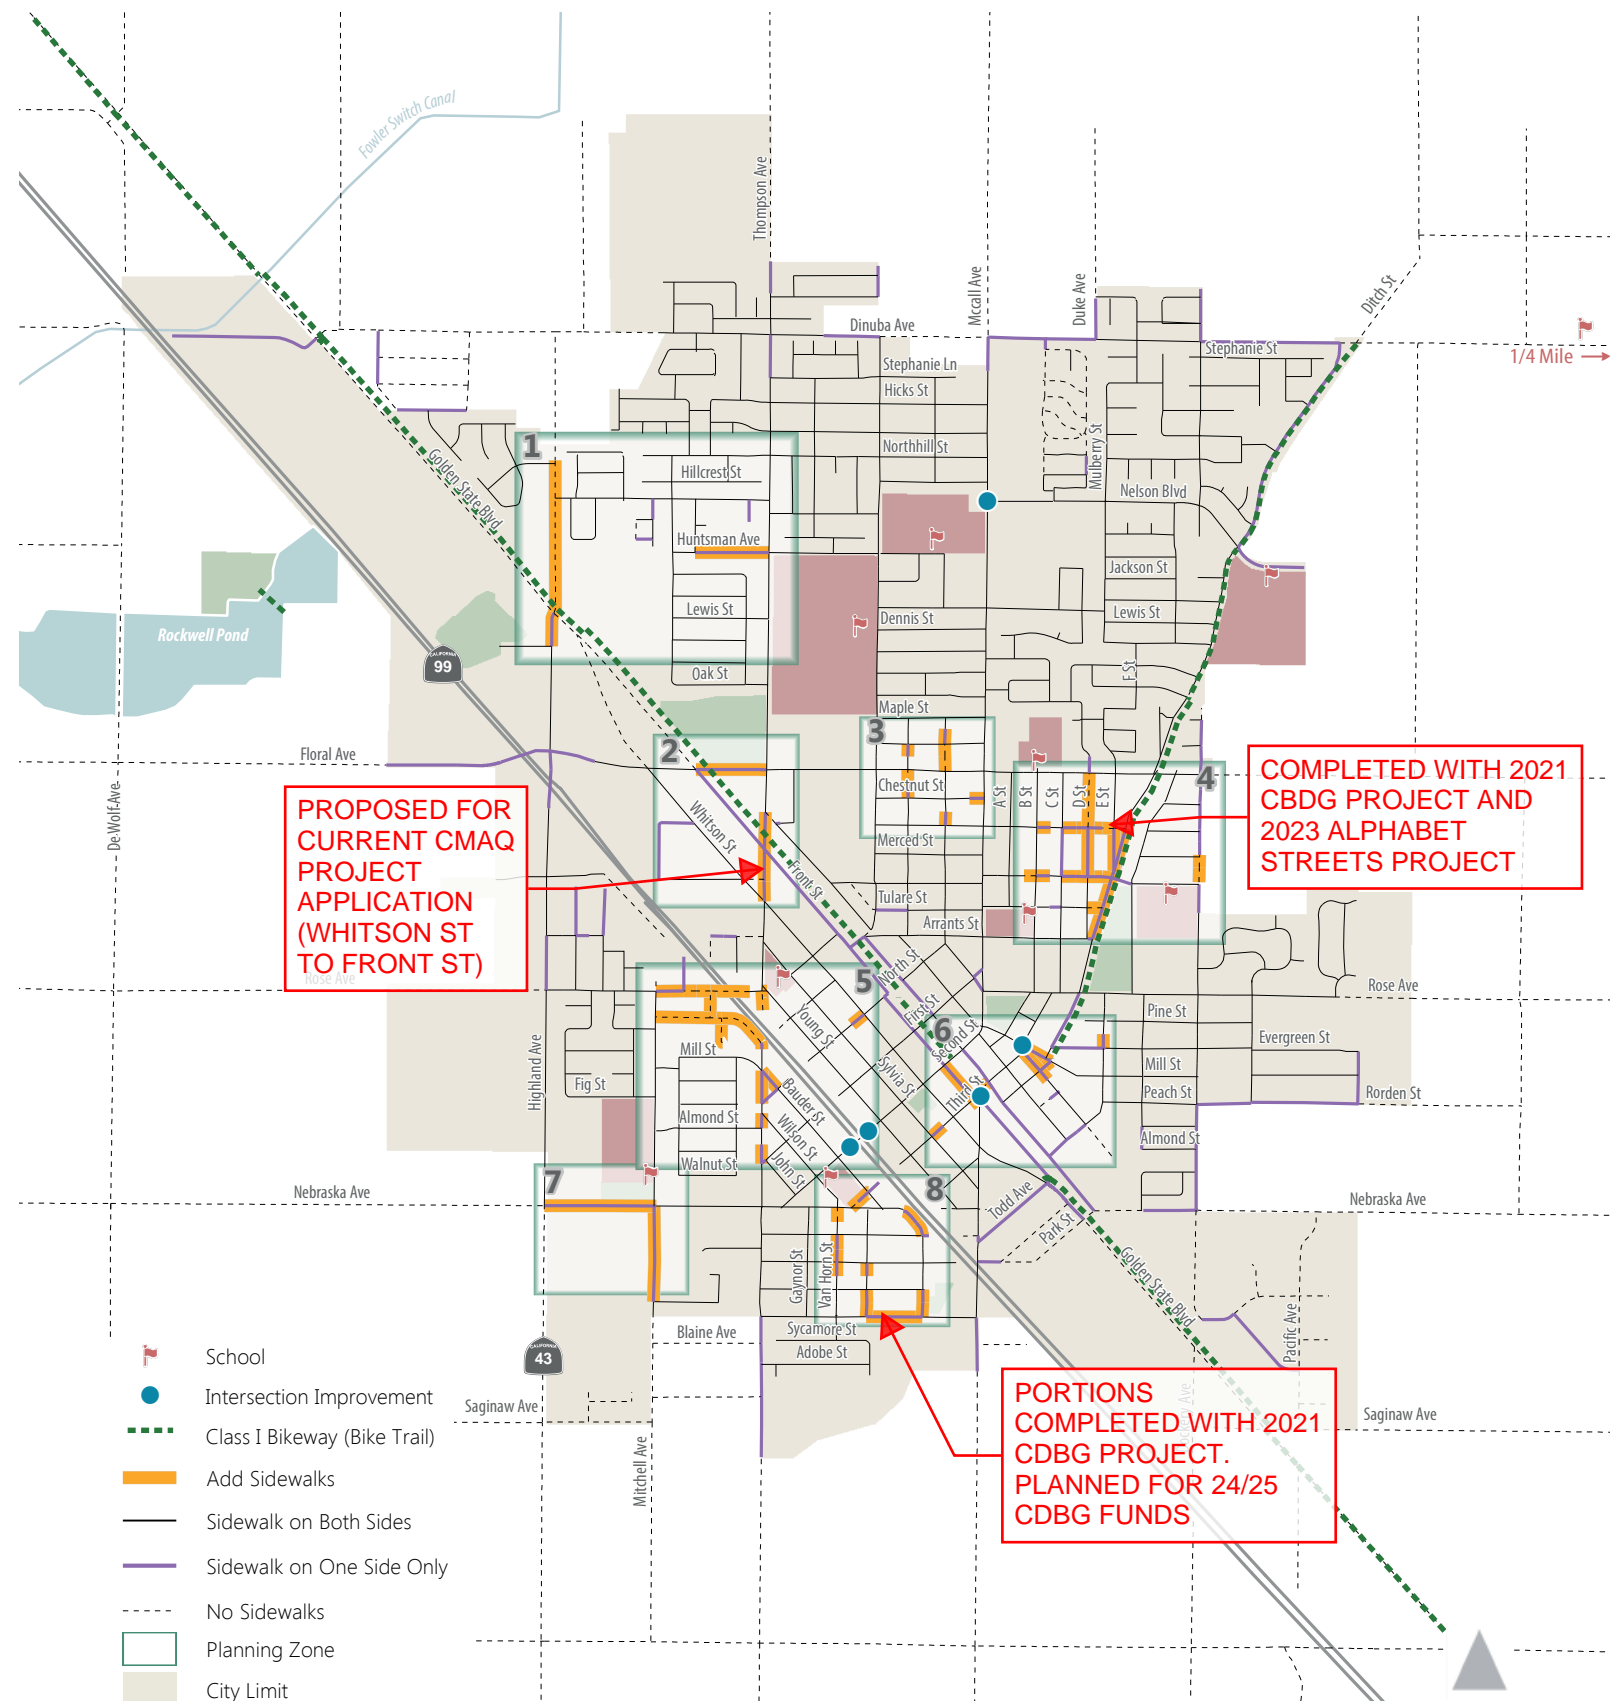 Fowler Switch Canal
Thompson Ave
Mccall Ave
Duke Ave
Ditch St
Dinuba Ave
Stephanie St
1/4 Mile
Stephanie Ln
Hicks St
Northhill St
Mulberry St
Nelson Blvd
1
Hillcrest St
Golden State Blvd
Huntsman Ave
Jackson St
Lewis St
Lewis St
Dennis St
Rockwell Pond
CALIFORNIA
99
Oak St
F St
Maple St
3
2
Floral Ave
4
Chestnut St
A St
B St
C St
D St
E St
COMPLETED WITH 2021
CBDG PROJECT AND
2023 ALPHABET
STREETS PROJECT
De Wolf Ave
PROPOSED FOR
CURRENT CMAQ
PROJECT
APPLICATION
(WHITSON ST
TO FRONT ST)
Whitson St
Merced St
Front St
Tulare St
Arrants St
Rose Ave
5
North St
Rose Ave
First St
Pine St
6
Second St
Young St
Evergreen St
Highland Ave
Mill St
Sylvia St
Mill St
Fig St
Bauder St
Third St
Peach St
Rorden St
Almond St
Wilson St
Almond St
Walnut St
John St
7
8
Nebraska Ave
Todd Ave
Nebraska Ave
Park St
Gaynor St
Van Horn St
Golden State Blvd
Pacific Ave
Blaine Ave
Sycamore St
Adobe St
CALIFORNIA
43
School
Intersection Improvement
Class I Bikeway (Bike Trail)
Add Sidewalks
Sidewalk on Both Sides
Sidewalk on One Side Only
No Sidewalks
Planning Zone
City Limit
Saginaw Ave
Mitchell Ave
PORTIONS
COMPLETED WITH 2021
CDBG PROJECT.
PLANNED FOR 24/25
CDBG FUNDS
Saginaw Ave